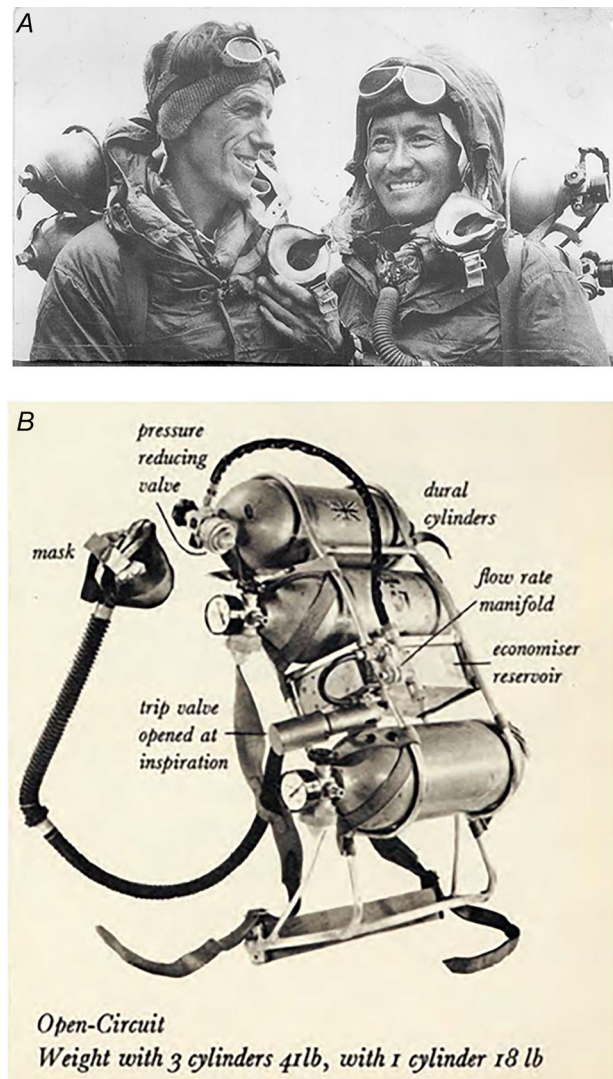 A
B
pressure
reducing
valve
dural
cylinders
mask
flow rate
manifold
economiser
reservoir
trip valve
opened at
inspiration
Open-Circuit
Weight with 3 cylinders 41lb, with 1 cylinder 18 lb